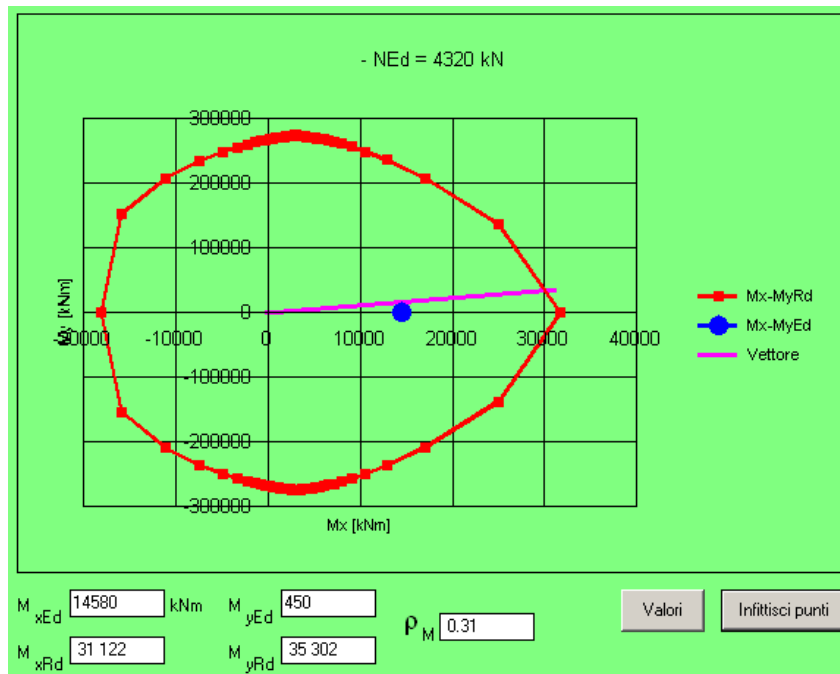 - NEd = 4320 kN
300000
200000
100000
0
-100000
-200000
-300000
-20000 -10000 0 10000 20000 30000 40000
[kNm]
Mx [kNm]
Mx-MyRd
Mx-MyEd
Vettore
M xEd 14580 kNm M yEd 450
M xRd 31 122 M yRd 35 302
ρ M 0.31
Valori
Infittisci punti